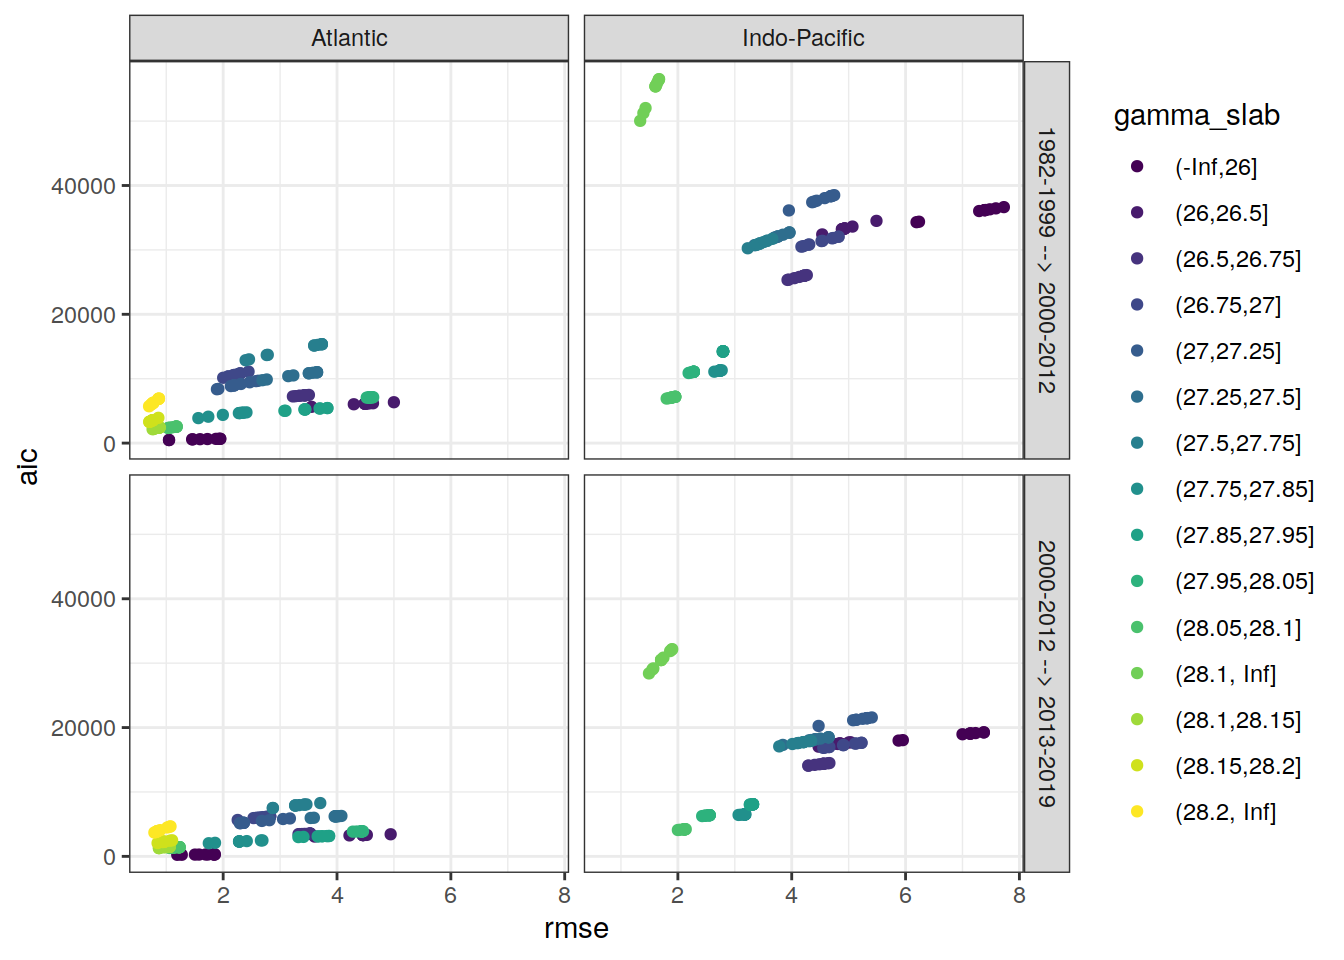 Atlantic
Indo-Pacific
1982-1999 --> 2000-2012
2000-2012 --> 2013-2019
40000
20000
0
40000
20000
0
aic
2
4
6
8
2
4
6
8
rmse
gamma_slab
(-Inf,26]
(26,26.5]
(26.5,26.75]
(26.75,27]
(27,27.25]
(27.25,27.5]
(27.5,27.75]
(27.75,27.85]
(27.85,27.95]
(27.95,28.05]
(28.05,28.1]
(28.1, Inf]
(28.1,28.15]
(28.15,28.2]
(28.2, Inf]